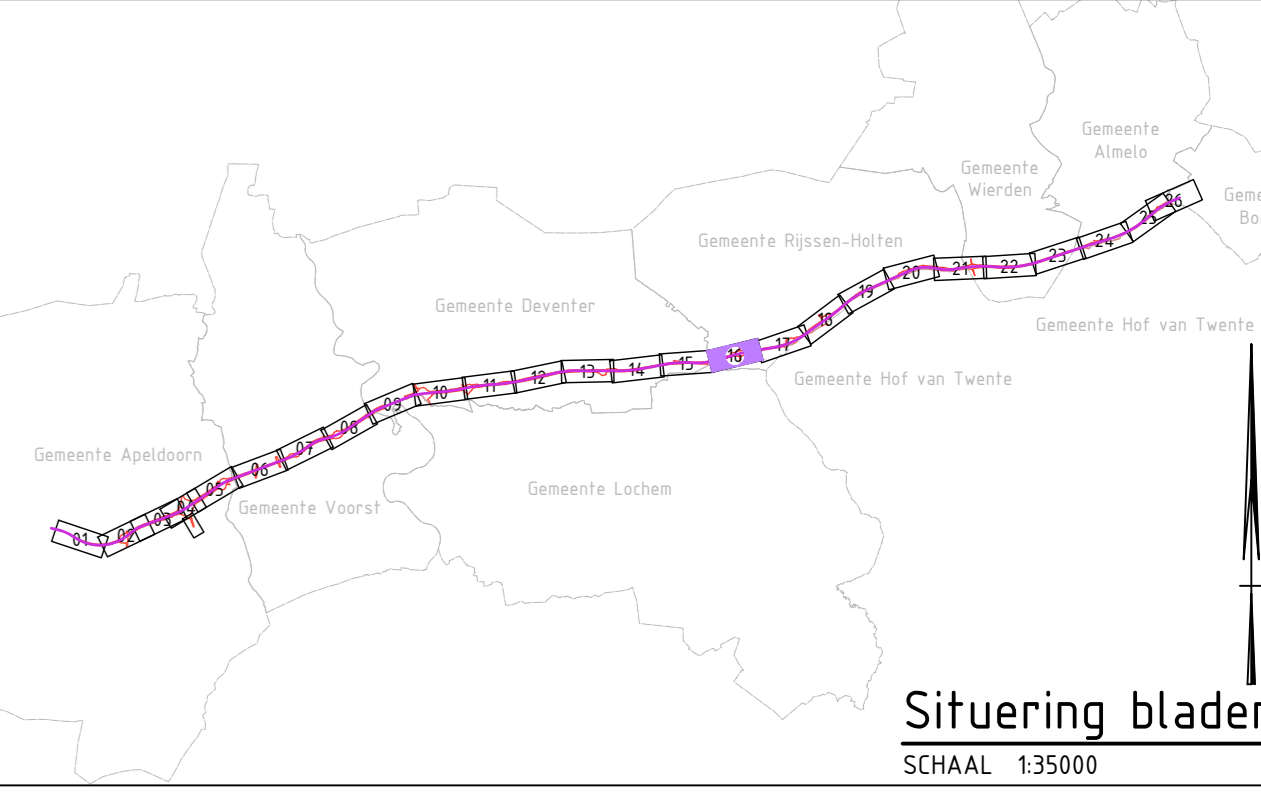 Gemeente
Almelo
Gemeente
Wierden
Gemeente Rijssen-Holten
Gemeente Deventer
Gemeente Hof van Twente
Gemeente Hof van Twente
Gemeente Apeldoorn
Gemeente Lochem
Gemeente Voorst
01
02
03
04
05
06
07
08
09
10
11
12
13
14
15
16
17
18
19
20
21
22
23
24
25
26
Situering blader
SCHAAL 1:35000